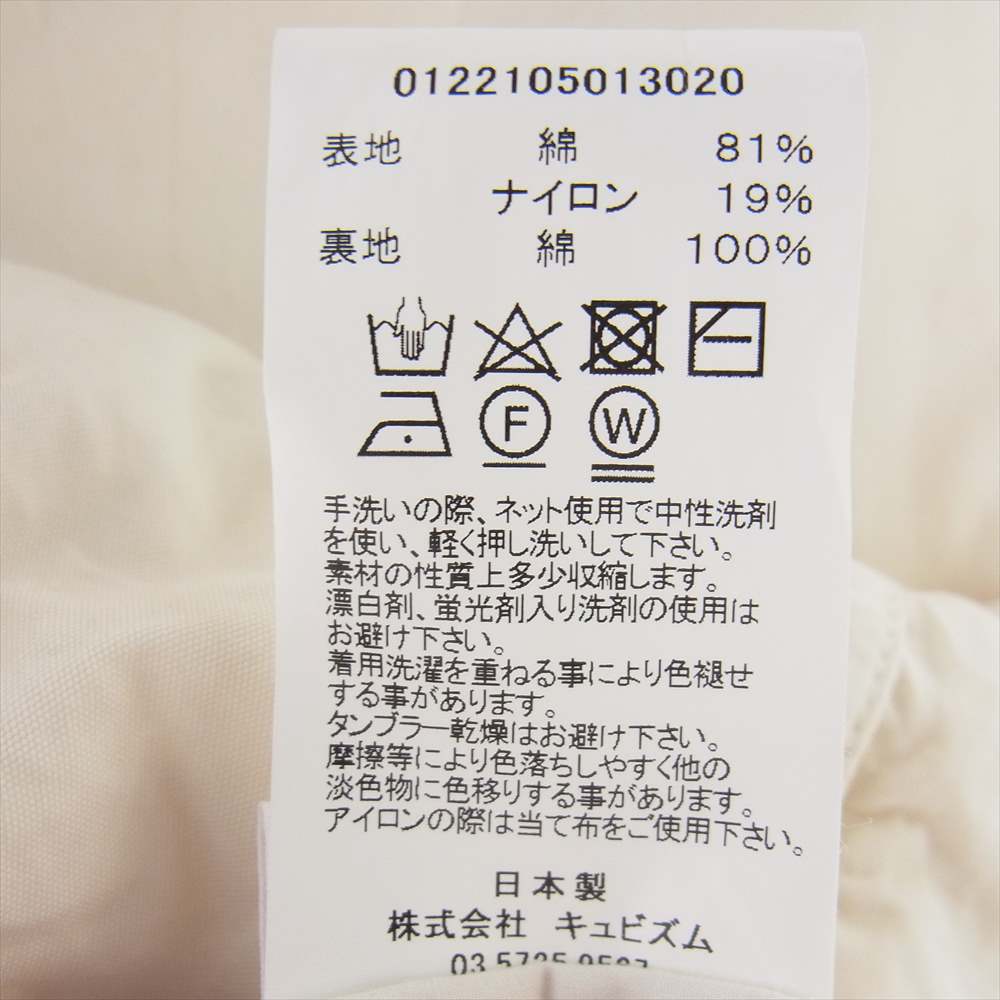 0122105013020
表地 綿 81%
ナイロン 19%
裏地 綿 100%
F W
手洗いの際、ネット使用で中性洗剤
を使い、軽く押し洗いして下さい。
素材の性質上多少収縮します。
漂白剤、蛍光剤入り洗剤の使用は
お避け下さい。
着用洗濯を重ねる事により色褪せ
する事があります。
タンブラー乾燥はお避け下さい。
摩擦等により色落ちしやすく他の
淡色物に色移りする事があります。
アイロンの際は当て布をご使用下さい。
日本製
株式会社 キュビズム
03